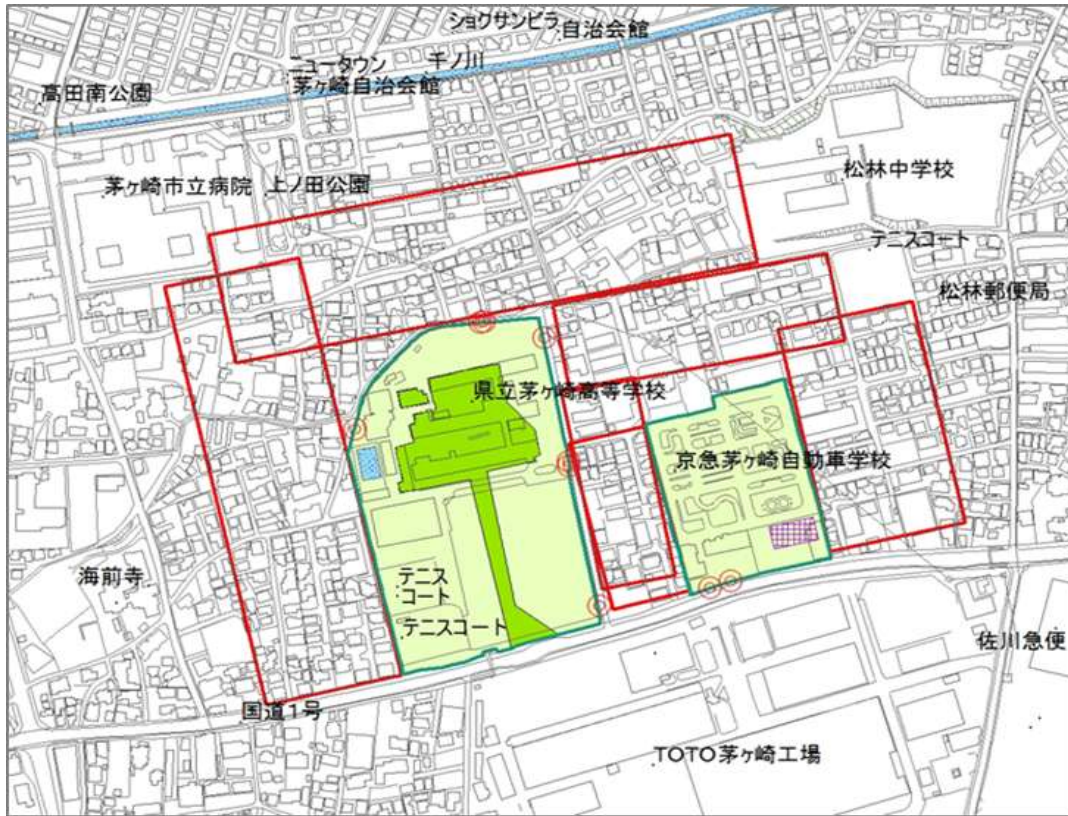 ショクサンビラ
自治会館
ニュータウン
茅ヶ崎自治会館
千ノ川
高田南公園
茅ヶ崎市立病院
上ノ田公園
松林中学校
テニスコート
松林郵便局
県立茅ヶ崎高等学校
京急茅ヶ崎自動車学校
海前寺
テニス
コート
テニスコート
佐川急便
国道1号
TOTO茅ヶ崎工場